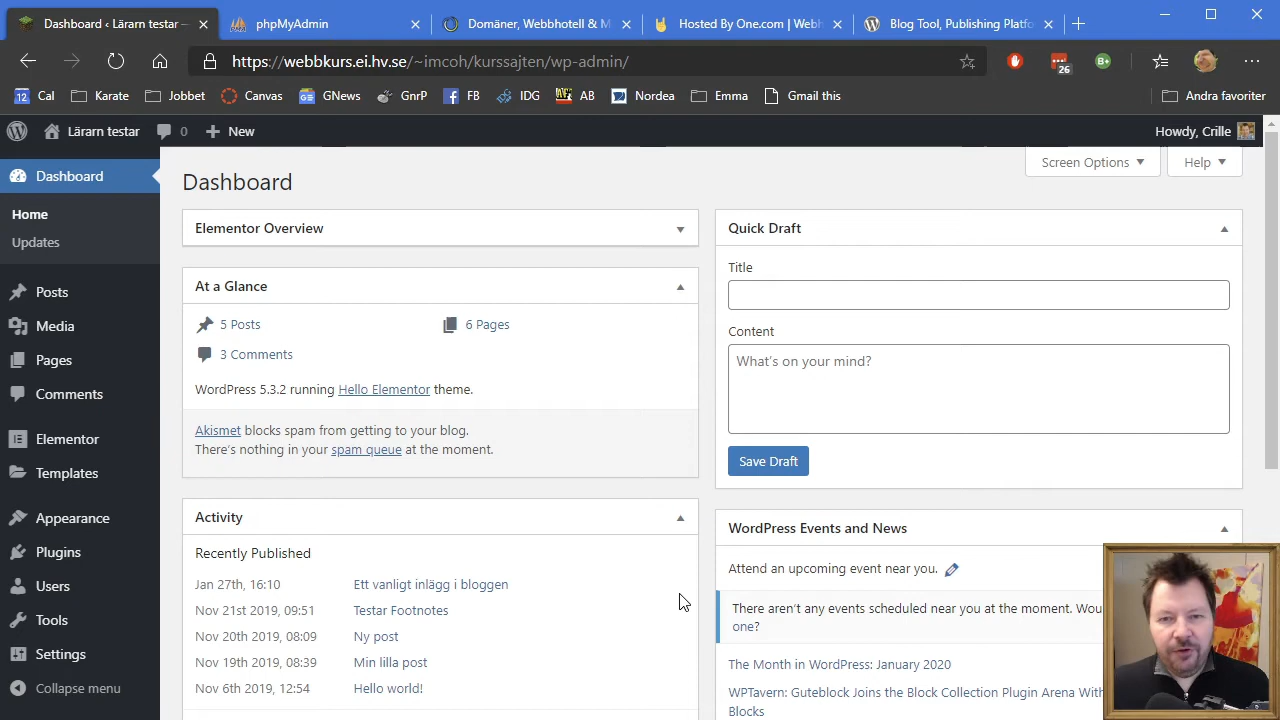 Dashboard ‹ Lärarn testar —
phpMyAdmin
Domäner, Webbhotell & M
Hosted By One.com | Webh
Blog Tool, Publishing Platfo
https://webbkurs.ei.hv.se/~imcoh/kurssajten/wp-admin/
26
B+
12 Cal
Karate
Jobbet
Canvas
GNews
GnrP
FB
IDG
AB
Nordea
Emma
Gmail this
Andra favoriter
Lärarn testar
0
New
Howdy, Crille
Screen Options
Help
Dashboard
Home
Updates
Posts
Media
Pages
Comments
Elementor
Templates
Appearance
Plugins
Users
Tools
Settings
Collapse menu
Dashboard
Elementor Overview
At a Glance
5 Posts
6 Pages
3 Comments
WordPress 5.3.2 running Hello Elementor theme.
Akismet blocks spam from getting to your blog.
There's nothing in your spam queue at the moment.
Activity
Recently Published
Jan 27th, 16:10 Ett vanligt inlägg i bloggen
Nov 21st 2019, 09:51 Testar Footnotes
Nov 20th 2019, 08:09 Ny post
Nov 19th 2019, 08:39 Min lilla post
Nov 6th 2019, 12:54 Hello world!
Quick Draft
Title
Content
What's on your mind?
Save Draft
WordPress Events and News
Attend an upcoming event near you.
There aren't any events scheduled near you at the moment. Wou
one?
The Month in WordPress: January 2020
WPTavern: Guteblock Joins the Block Collection Plugin Arena With
Blocks